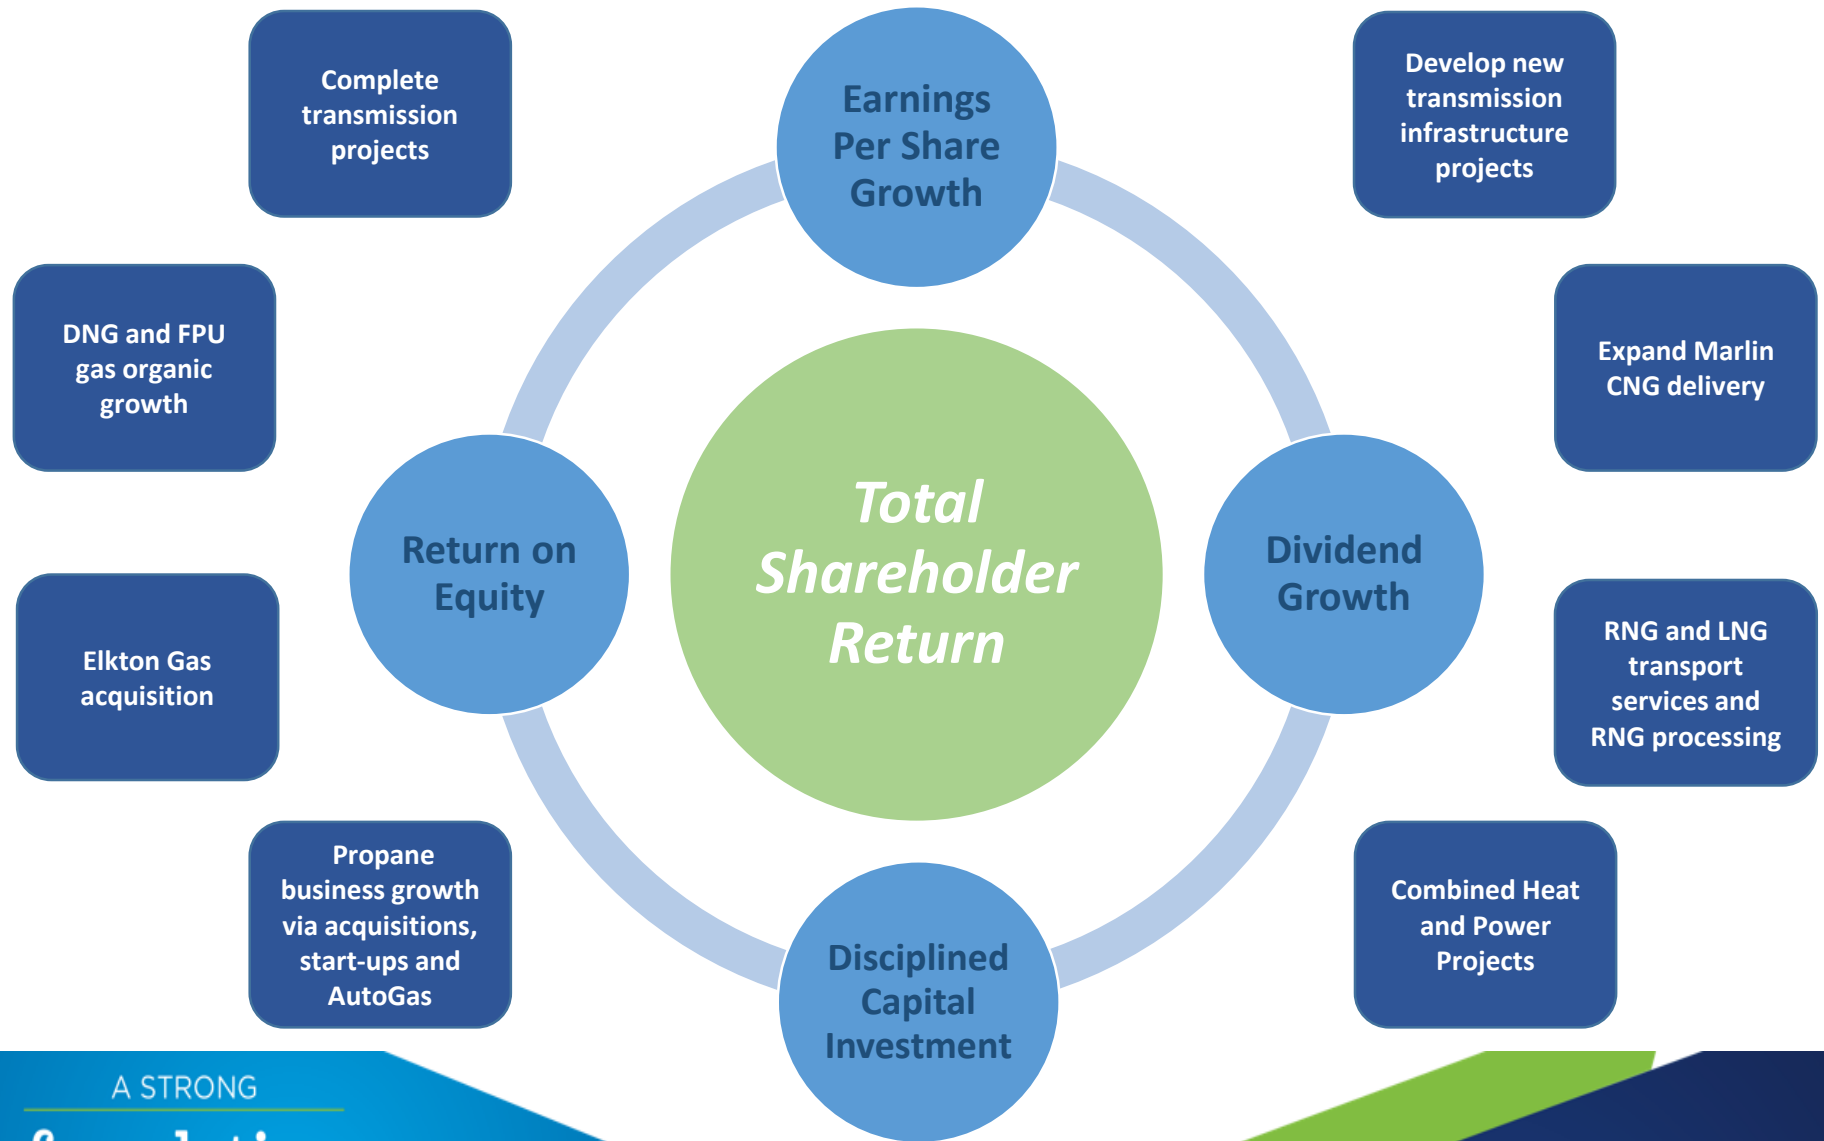 Complete
transmission
projects
Earnings
Per Share
Growth
Develop new
transmission
infrastructure
projects
DNG and FPU
gas organic
growth
Expand Marlin
CNG delivery
Return on
Equity
Total
Shareholder
Return
Dividend
Growth
Elkton Gas
acquisition
RNG and LNG
transport
services and
RNG processing
Propane
business growth
via acquisitions,
start-ups and
AutoGas
Disciplined
Capital
Investment
Combined Heat
and Power
Projects
A STRONG